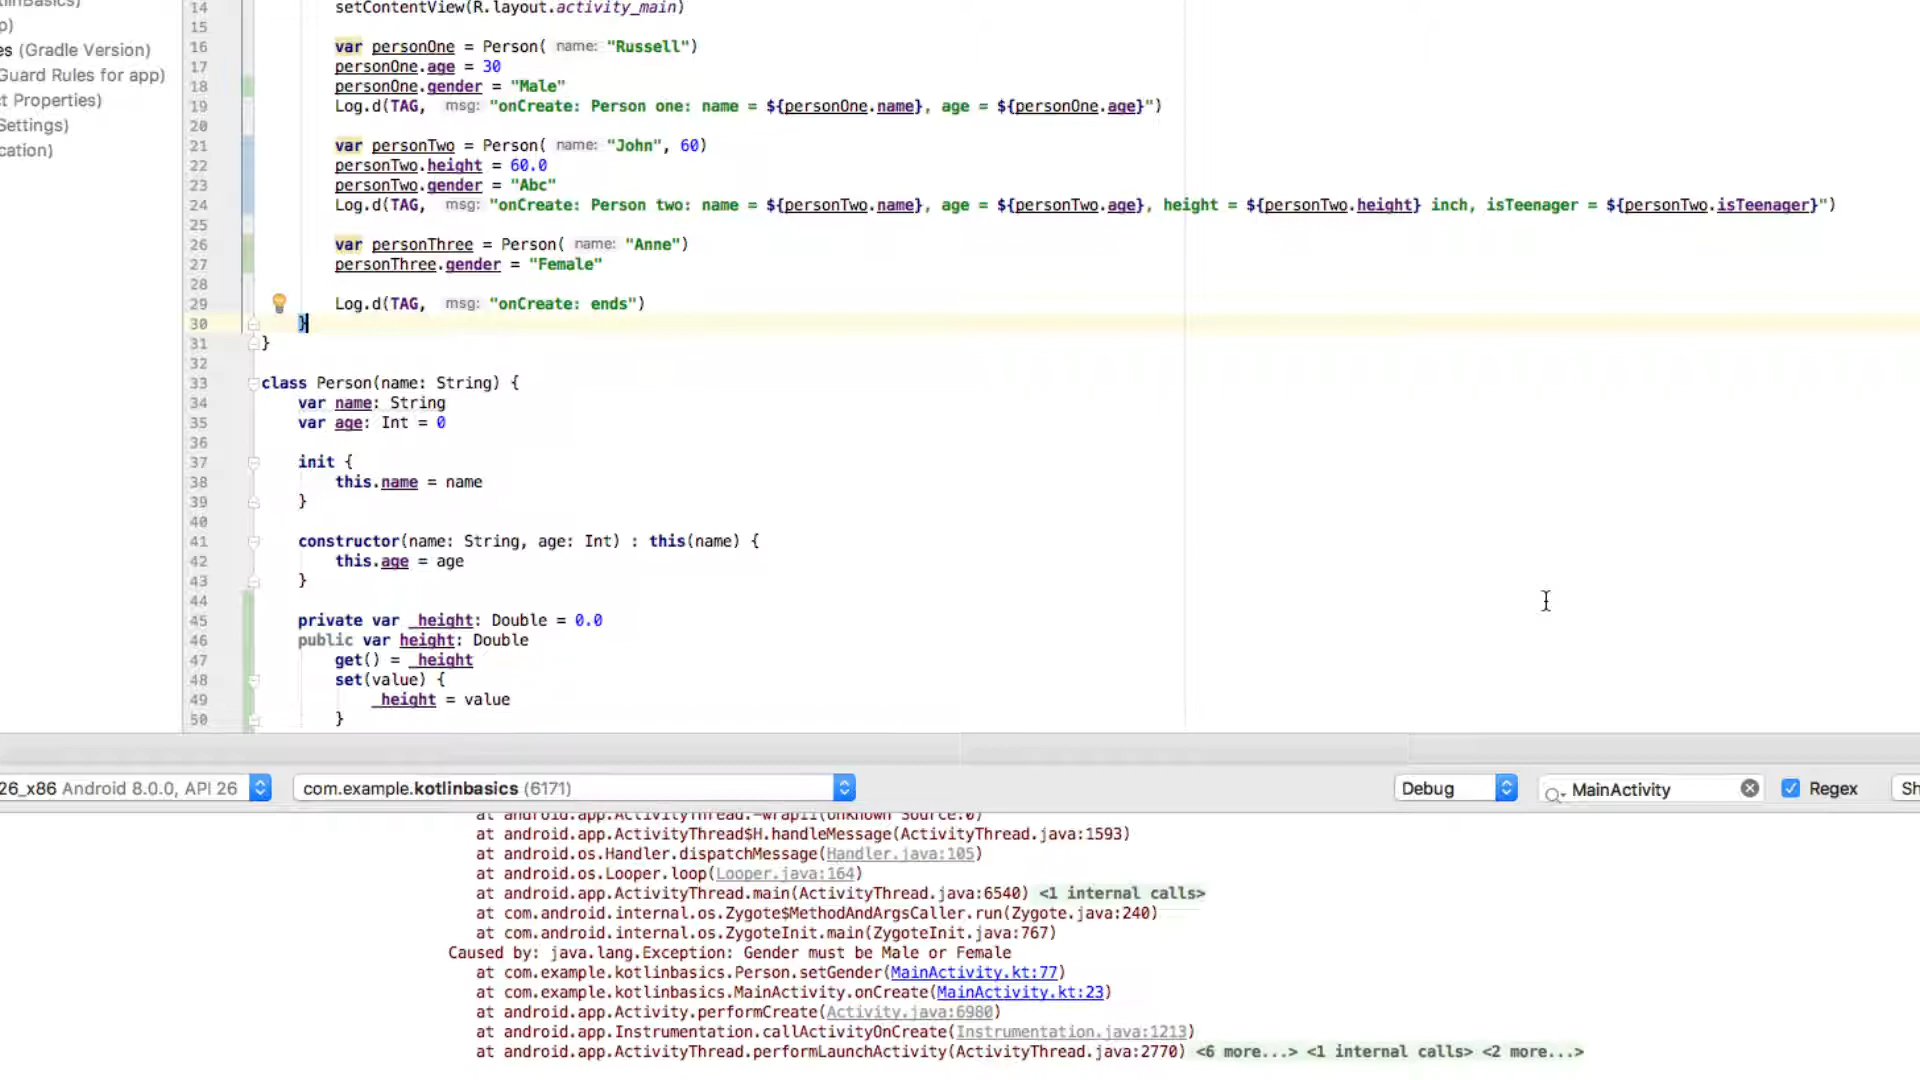 tlinBasics)
p)
es (Gradle Version)
Guard Rules for app)
ct Properties)
Settings)
cation)
14 setContentView(R.layout.activity_main)
15
16 var personOne = Person( name: "Russell")
17 personOne.age = 30
18 personOne.gender = "Male"
19 Log.d(TAG, msg: "onCreate: Person one: name = ${personOne.name}, age = ${personOne.age}")
20
21 var personTwo = Person( name: "John", 60)
22 personTwo.height = 60.0
23 personTwo.gender = "Abc"
24 Log.d(TAG, msg: "onCreate: Person two: name = ${personTwo.name}, age = ${personTwo.age}, height = ${personTwo.height} inch, isTeenager = ${personTwo.isTeenager}")
25
26 var personThree = Person( name: "Anne")
27 personThree.gender = "Female"
28
29 Log.d(TAG, msg: "onCreate: ends")
30 }
31 }
32
33 class Person(name: String) {
34 var name: String
35 var age: Int = 0
36
37 init {
38 this.name = name
39 }
40
41 constructor(name: String, age: Int) : this(name) {
42 this.age = age
43 }
44
45 private var _height: Double = 0.0
46 public var height: Double
47 get() = _height
48 set(value) {
49 _height = value
50 }
26_x86 Android 8.0.0, API 26 com.example.kotlinbasics (6171) Debug MainActivity Regex Sh
at android.app.ActivityThread.-wrap11(Unknown Source:0)
at android.app.ActivityThread$H.handleMessage(ActivityThread.java:1593)
at android.os.Handler.dispatchMessage(Handler.java:105)
at android.os.Looper.loop(Looper.java:164)
at android.app.ActivityThread.main(ActivityThread.java:6540) <1 internal calls>
at com.android.internal.os.Zygote$MethodAndArgsCaller.run(Zygote.java:240)
at com.android.internal.os.ZygoteInit.main(ZygoteInit.java:767)
Caused by: java.lang.Exception: Gender must be Male or Female
at com.example.kotlinbasics.Person.setGender(MainActivity.kt:77)
at com.example.kotlinbasics.MainActivity.onCreate(MainActivity.kt:23)
at android.app.Activity.performCreate(Activity.java:6980)
at android.app.Instrumentation.callActivityOnCreate(Instrumentation.java:1213)
at android.app.ActivityThread.performLaunchActivity(ActivityThread.java:2770) <6 more...> <1 internal calls> <2 more...>